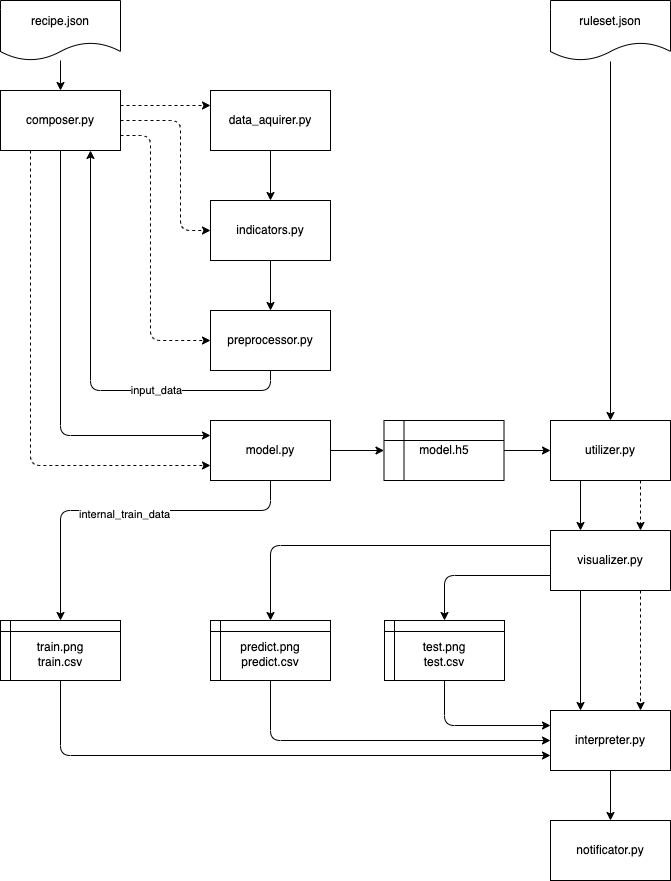 recipe.json
ruleset.json
composer.py
data_aquirer.py
indicators.py
preprocessor.py
input_data
model.py
model.h5
utilizer.py
internal_train_data
visualizer.py
train.png
train.csv
predict.png
predict.csv
test.png
test.csv
interpreter.py
notificator.py